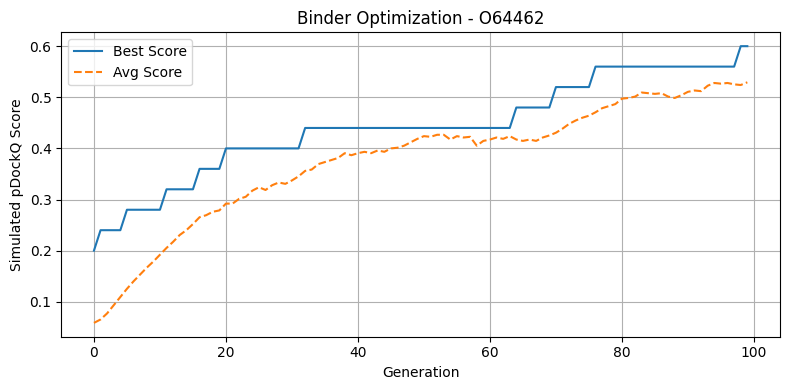 Binder Optimization - O64462
Best Score
Avg Score
Simulated pDockQ Score
0.6
0.5
0.4
0.3
0.2
0.1
0 20 40 60 80 100
Generation